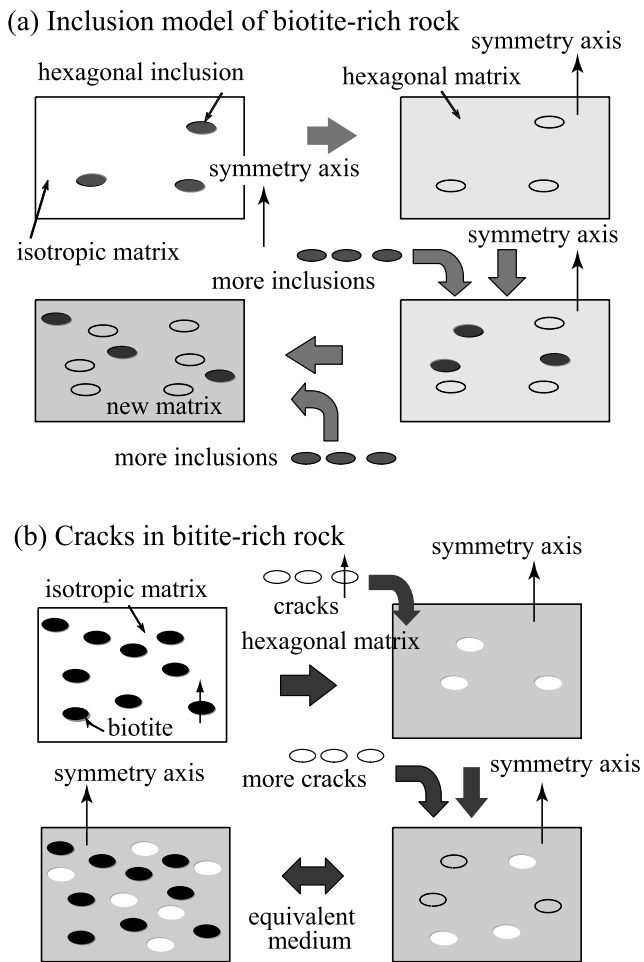 (a) Inclusion model of biotite-rich rock
symmetry axis
hexagonal inclusion
hexagonal matrix
symmetry axis
isotropic matrix
symmetry axis
more inclusions
new matrix
more inclusions
(b) Cracks in bitite-rich rock
symmetry axis
isotropic matrix
cracks
hexagonal matrix
biotite
symmetry axis
more cracks
symmetry axis
equivalent
medium